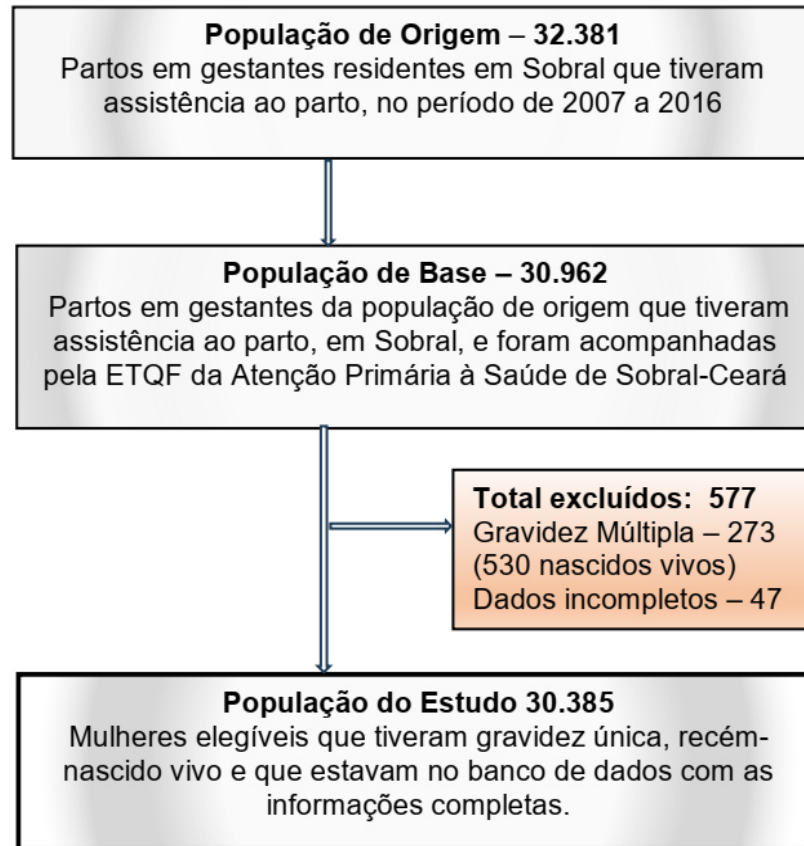 População de Origem – 32.381
Partos em gestantes residentes em Sobral que tiveram
assistência ao parto, no período de 2007 a 2016
População de Base – 30.962
Partos em gestantes da população de origem que tiveram
assistência ao parto, em Sobral, e foram acompanhadas
pela ETQF da Atenção Primária à Saúde de Sobral-Ceará
Total excluídos: 577
Gravidez Múltipla – 273
(530 nascidos vivos)
Dados incompletos – 47
População do Estudo 30.385
Mulheres elegíveis que tiveram gravidez única, recém-
nascido vivo e que estavam no banco de dados com as
informações completas.